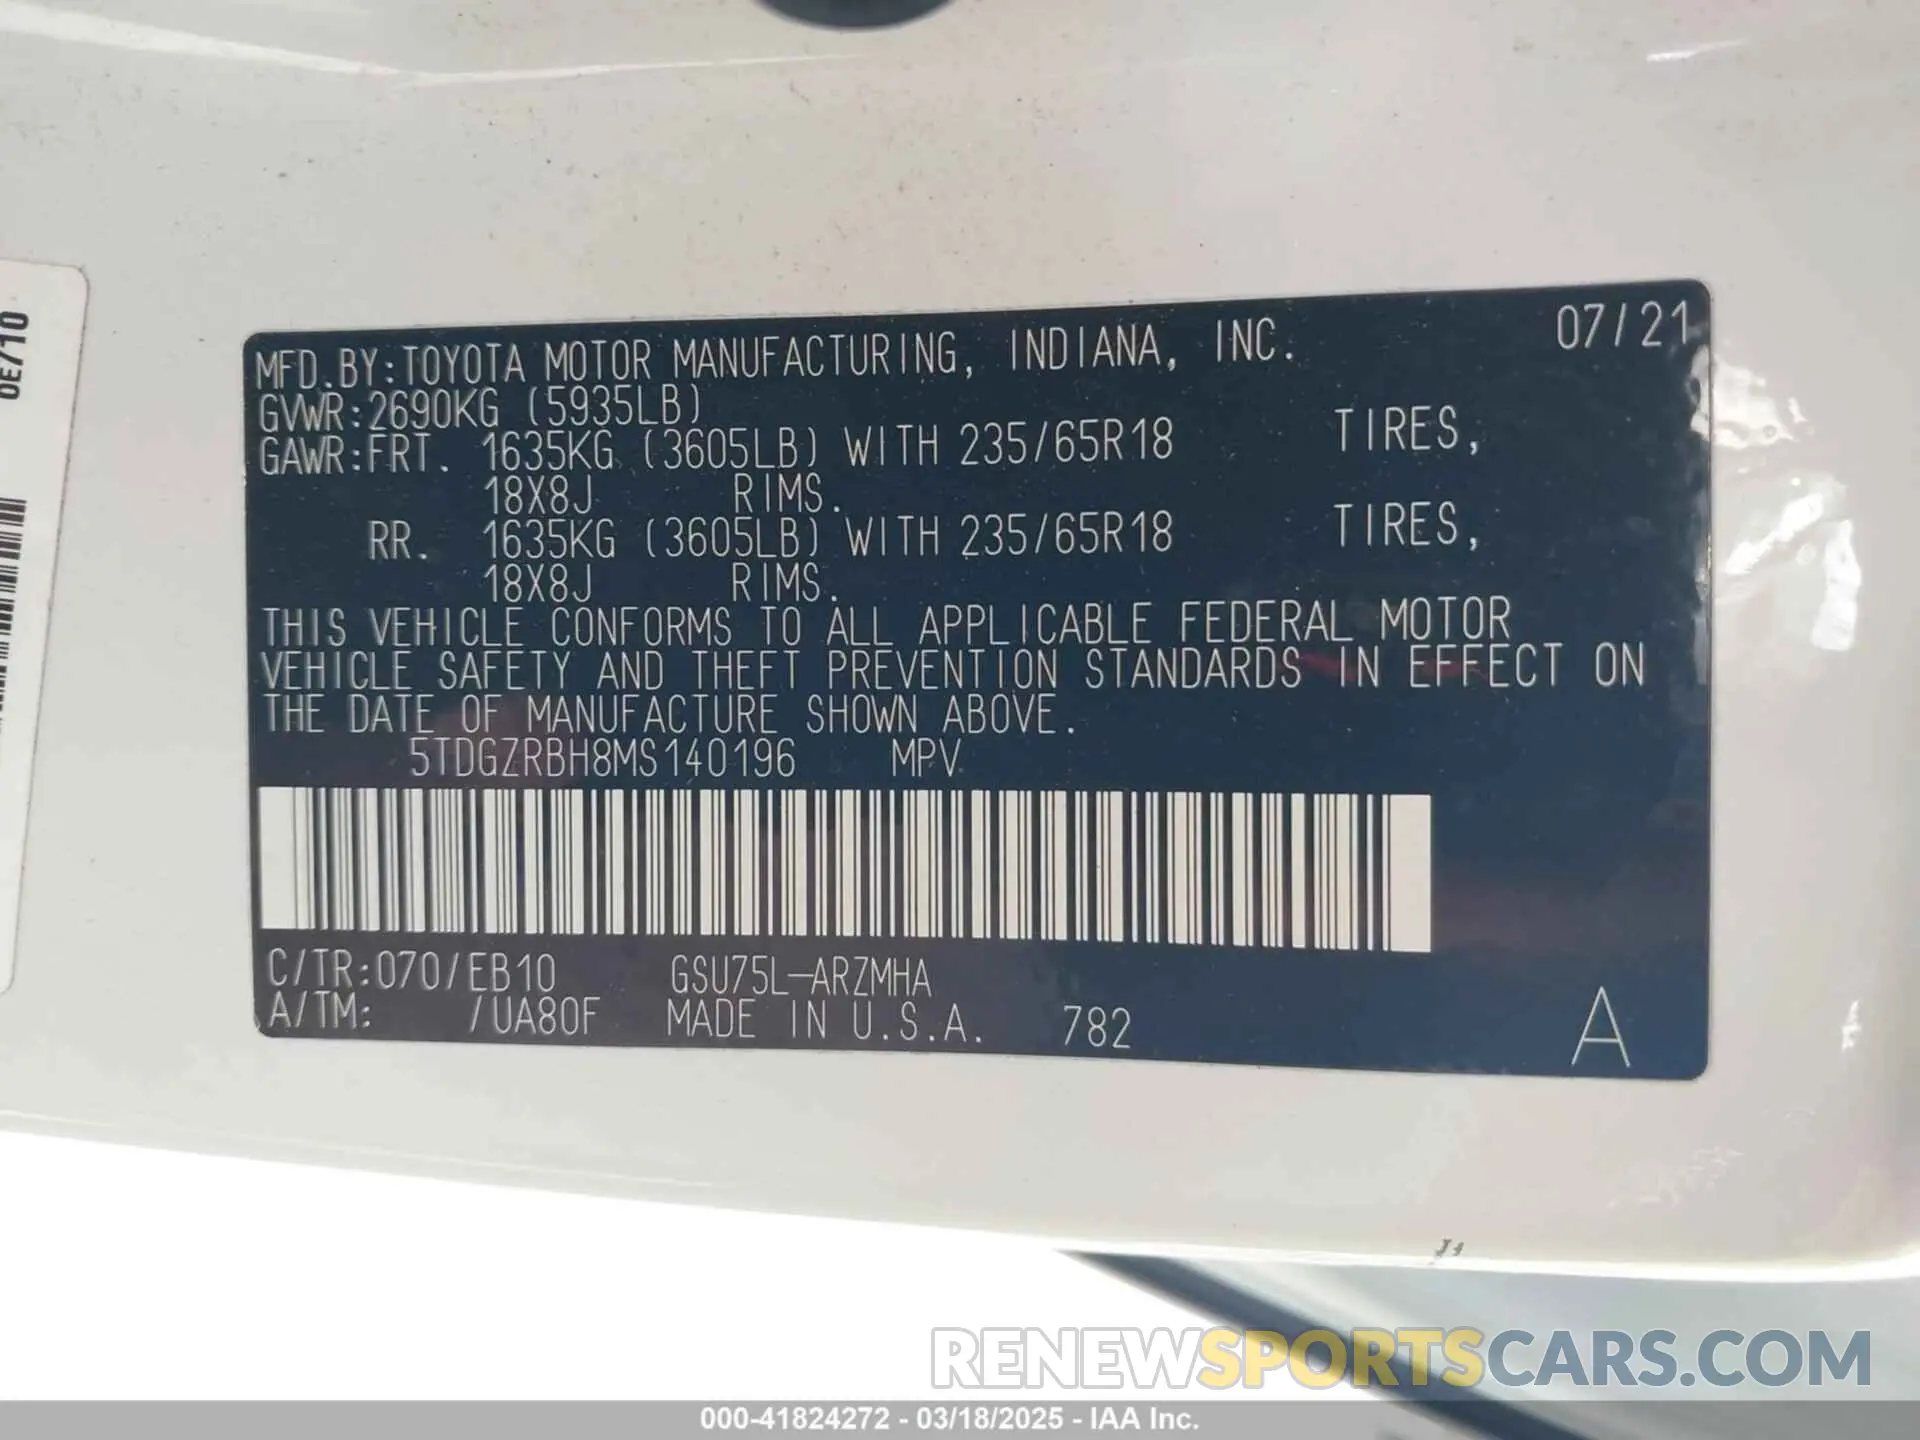 OE/10
07/21
MFD.BY:TOYOTA MOTOR MANUFACTURING, INDIANA, INC.
GVWR:2690KG (5935LB)
GAWR:FRT. 1635KG (3605LB) WITH 235/65R18 TIRES,
18X8J RIMS.
RR. 1635KG (3605LB) WITH 235/65R18 TIRES,
18X8J RIMS.
THIS VEHICLE CONFORMS TO ALL APPLICABLE FEDERAL MOTOR
VEHICLE SAFETY AND THEFT PREVENTION STANDARDS IN EFFECT ON
THE DATE OF MANUFACTURE SHOWN ABOVE.
5TDGZRBH8MS140196 MPV
C/TR:070/EB10 GSU75L-ARZMHA
A/TM: /UA80F MADE IN U.S.A. 782 A
RENEWSPORTSCARS.COM
000-41824272 - 03/18/2025 - IAA Inc.